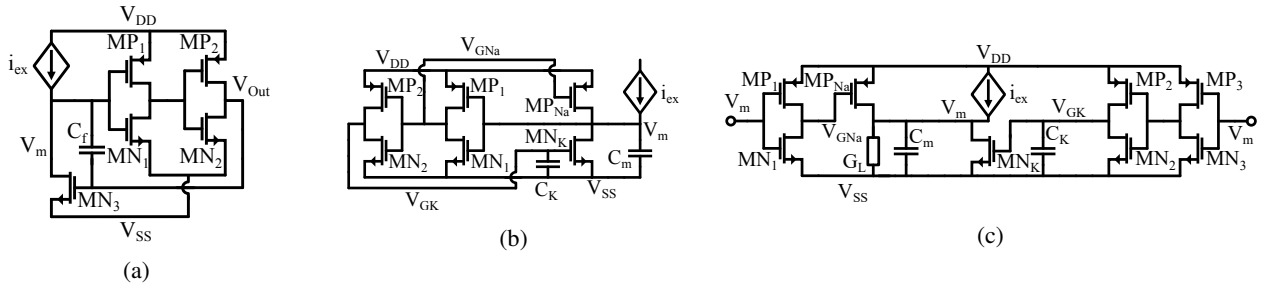 V_DD
MP_1
MP_2
i_ex
V_Out
C_f
V_m
MN_1
MN_2
MN_3
V_SS
(a)
V_GNa
V_DD
MP_2
MP_1
MP_Na
i_ex
V_m
MN_K
MN_2
MN_1
C_m
C_K
V_SS
V_GK
(b)
V_DD
MP_1
MP_Na
i_ex
MP_2
MP_3
V_m
V_m
V_GK
V_GNa
C_m
C_K
V_m
MN_1
G_L
MN_K
MN_2
MN_3
V_SS
(c)